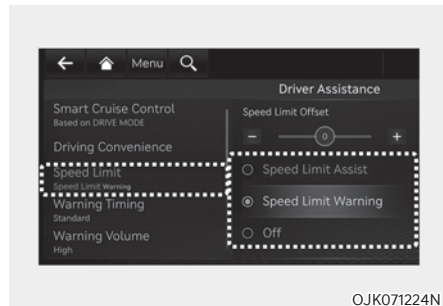 Menu
Driver Assistance
Smart Cruise Control
Based on DRIVE MODE
Driving Convenience
Speed Limit
Speed Limit Warning
Warning Timing
Standard
Warning Volume
High
Speed Limit Offset
− 0 +
Speed Limit Assist
Speed Limit Warning
Off
OJK071224N